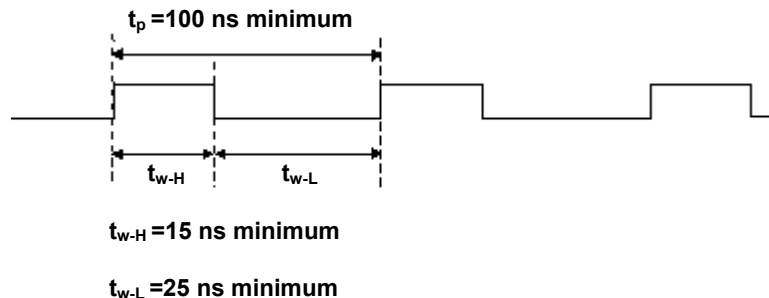 tp =100 ns minimum
tw-H tw-L
tw-H =15 ns minimum
tw-L =25 ns minimum